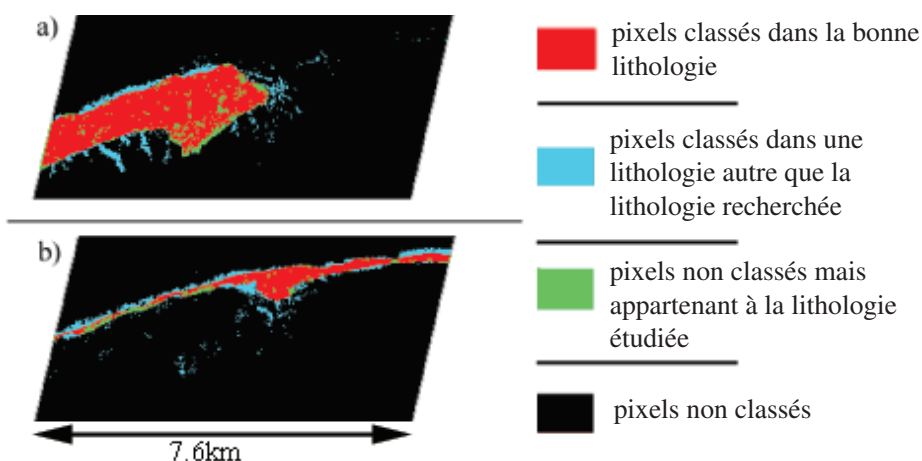 a)
b)
7.6km
pixels classés dans la bonne
lithologie
pixels classés dans une
lithologie autre que la
lithologie recherchée
pixels non classés mais
appartenant à la lithologie
étudiée
pixels non classés